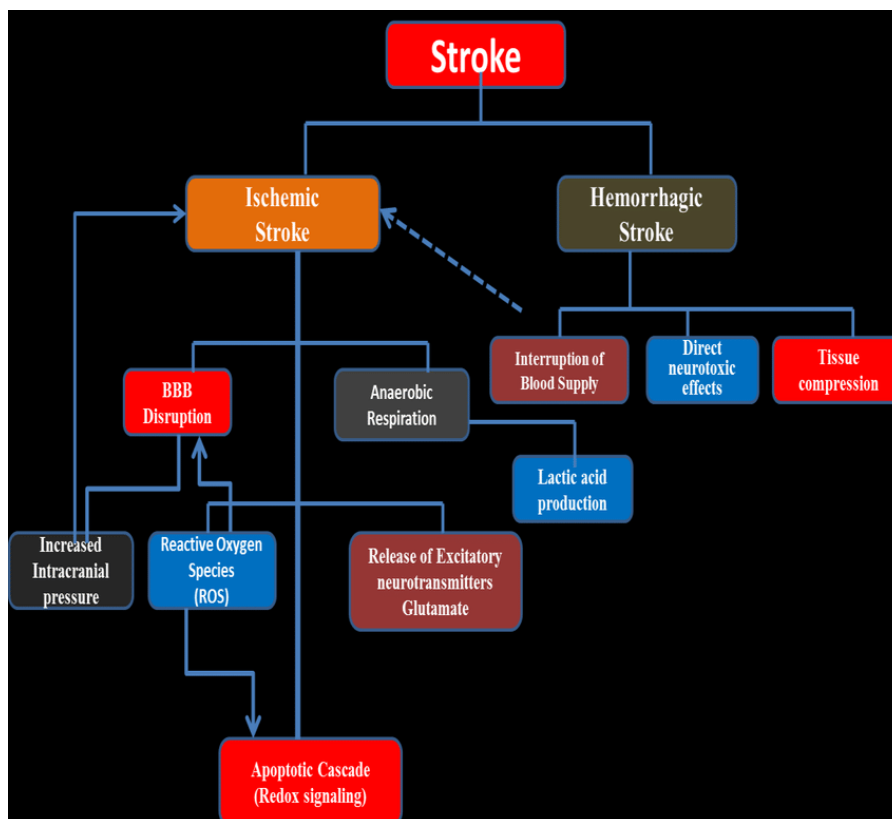 Stroke
Ischemic
Stroke
Hemorrhagic
Stroke
Interruption of
Blood Supply
Direct
neurotoxic
effects
Tissue
compression
BBB
Disruption
Anaerobic
Respiration
Lactic acid
production
Increased
Intracranial
pressure
Reactive Oxygen
Species
(ROS)
Release of Excitatory
neurotransmitters
Glutamate
Apoptotic Cascade
(Redox signaling)